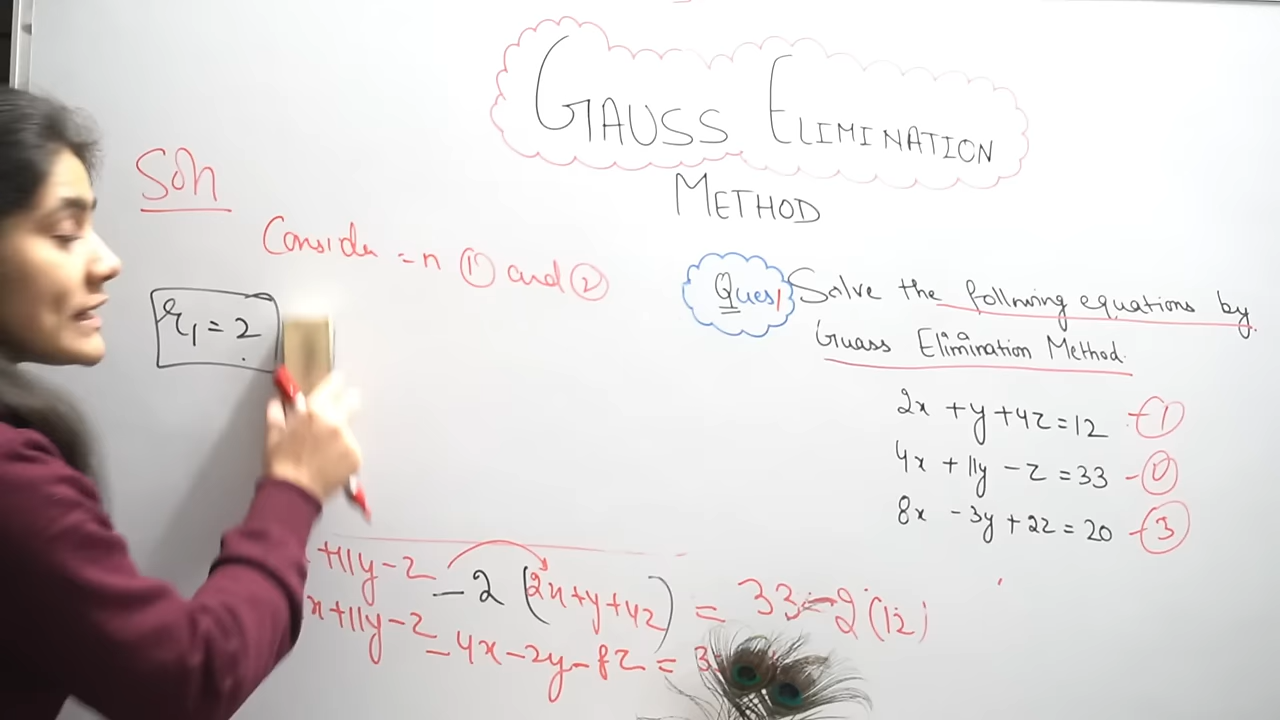 GAUSS ELIMINATION
METHOD
Soln
Consider =n ① and ②
r1 = 2
Ques1 Solve the following equations by
Guass Elimination Method.
2x + y + 4z = 12 - ①
4x + 11y - z = 33 - ②
8x - 3y + 2z = 20 - ③
+11y-z - 2 (2x+y+4z) = 33-2(12)
x+11y-z - 4x-2y-8z =